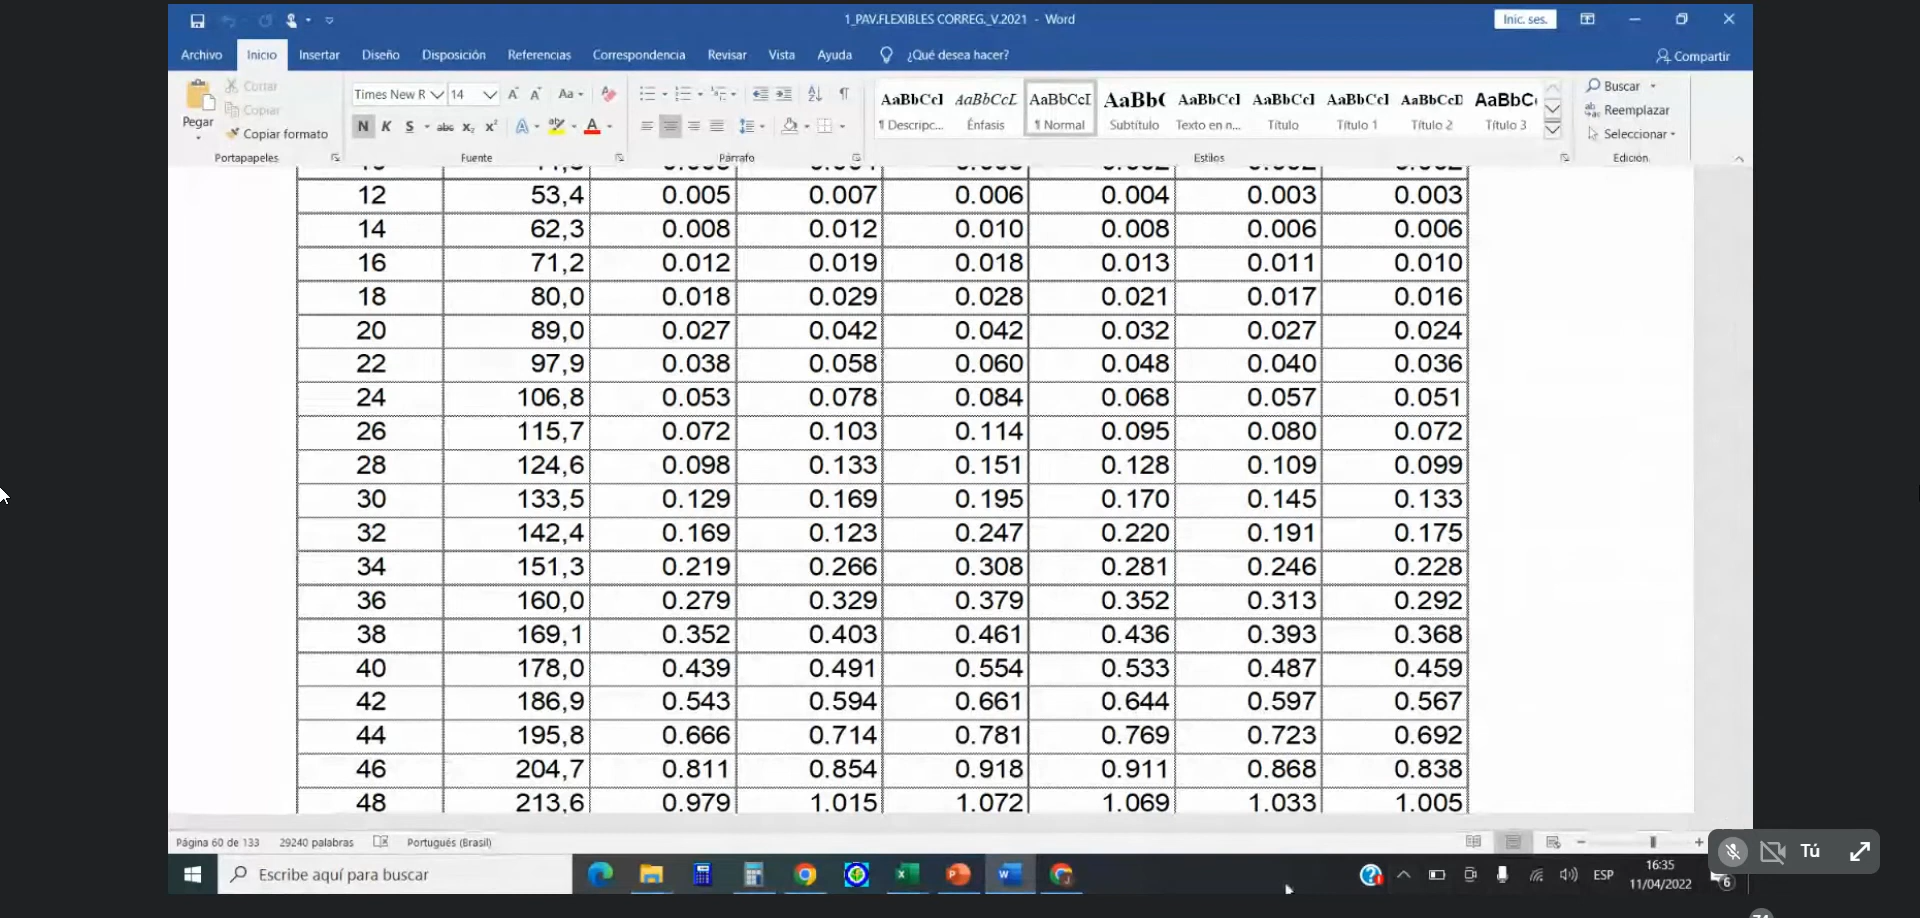 1_PAV.FLEXIBLES CORREG._V.2021 - Word
Inic. ses.
Archivo Inicio Insertar Diseño Disposición Referencias Correspondencia Revisar Vista Ayuda ¿Qué desea hacer? Compartir
Pegar
Cortar
Copiar
Copiar formato
Portapapeles
Times New R 14
N K S abc x₂ x²
Fuente
Párrafo
AaBbCcI AaBbCcL AaBbCcI AaBb( AaBbCcI AaBbCcI AaBbCcI AaBbCcD AaBbC
¶ Descripc... Énfasis ¶ Normal Subtítulo Texto en n... Título Título 1 Título 2 Título 3
Estilos
Buscar
Reemplazar
Seleccionar
Edición
12 53,4 0.005 0.007 0.006 0.004 0.003 0.003
14 62,3 0.008 0.012 0.010 0.008 0.006 0.006
16 71,2 0.012 0.019 0.018 0.013 0.011 0.010
18 80,0 0.018 0.029 0.028 0.021 0.017 0.016
20 89,0 0.027 0.042 0.042 0.032 0.027 0.024
22 97,9 0.038 0.058 0.060 0.048 0.040 0.036
24 106,8 0.053 0.078 0.084 0.068 0.057 0.051
26 115,7 0.072 0.103 0.114 0.095 0.080 0.072
28 124,6 0.098 0.133 0.151 0.128 0.109 0.099
30 133,5 0.129 0.169 0.195 0.170 0.145 0.133
32 142,4 0.169 0.123 0.247 0.220 0.191 0.175
34 151,3 0.219 0.266 0.308 0.281 0.246 0.228
36 160,0 0.279 0.329 0.379 0.352 0.313 0.292
38 169,1 0.352 0.403 0.461 0.436 0.393 0.368
40 178,0 0.439 0.491 0.554 0.533 0.487 0.459
42 186,9 0.543 0.594 0.661 0.644 0.597 0.567
44 195,8 0.666 0.714 0.781 0.769 0.723 0.692
46 204,7 0.811 0.854 0.918 0.911 0.868 0.838
48 213,6 0.979 1.015 1.072 1.069 1.033 1.005
Página 60 de 133 29240 palabras Português (Brasil)
Tú
Escribe aquí para buscar
ESP
16:35
11/04/2022
6